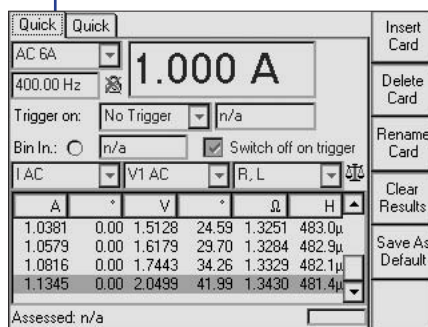 Quick Quick
Insert Card
AC 6A
1.000 A
400.00 Hz
Delete Card
Trigger on: No Trigger n/a
Rename Card
Bin In.: n/a Switch off on trigger
I AC V1 AC R, L
Clear Results
A ° V ° Ω H
1.0381 0.00 1.5128 24.59 1.3251 483.0µ
1.0579 0.00 1.6179 29.70 1.3284 482.9µ
1.0816 0.00 1.7443 34.26 1.3329 482.1µ
1.1345 0.00 2.0499 41.99 1.3430 481.4µ
Save As Default
Assessed: n/a